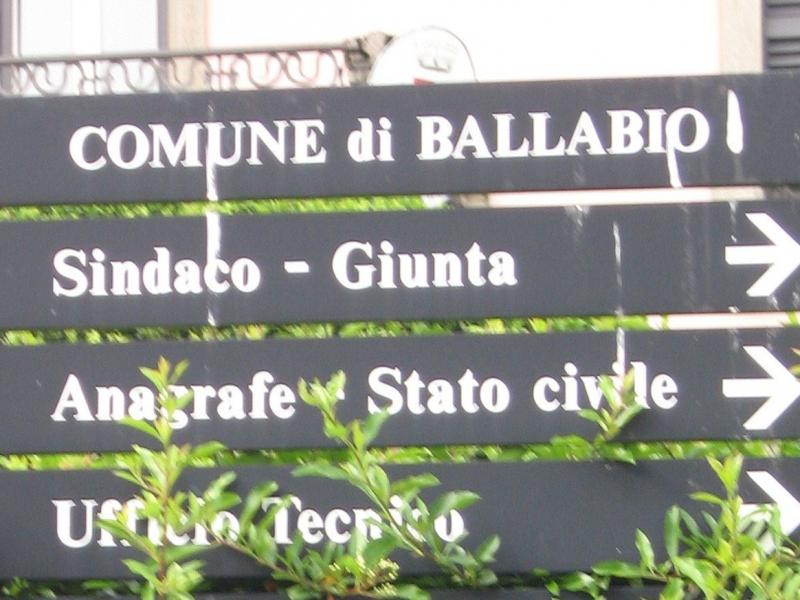 COMUNE di BALLABIO
Sindaco - Giunta
Anagrafe - Stato civile
Ufficio Tecnico